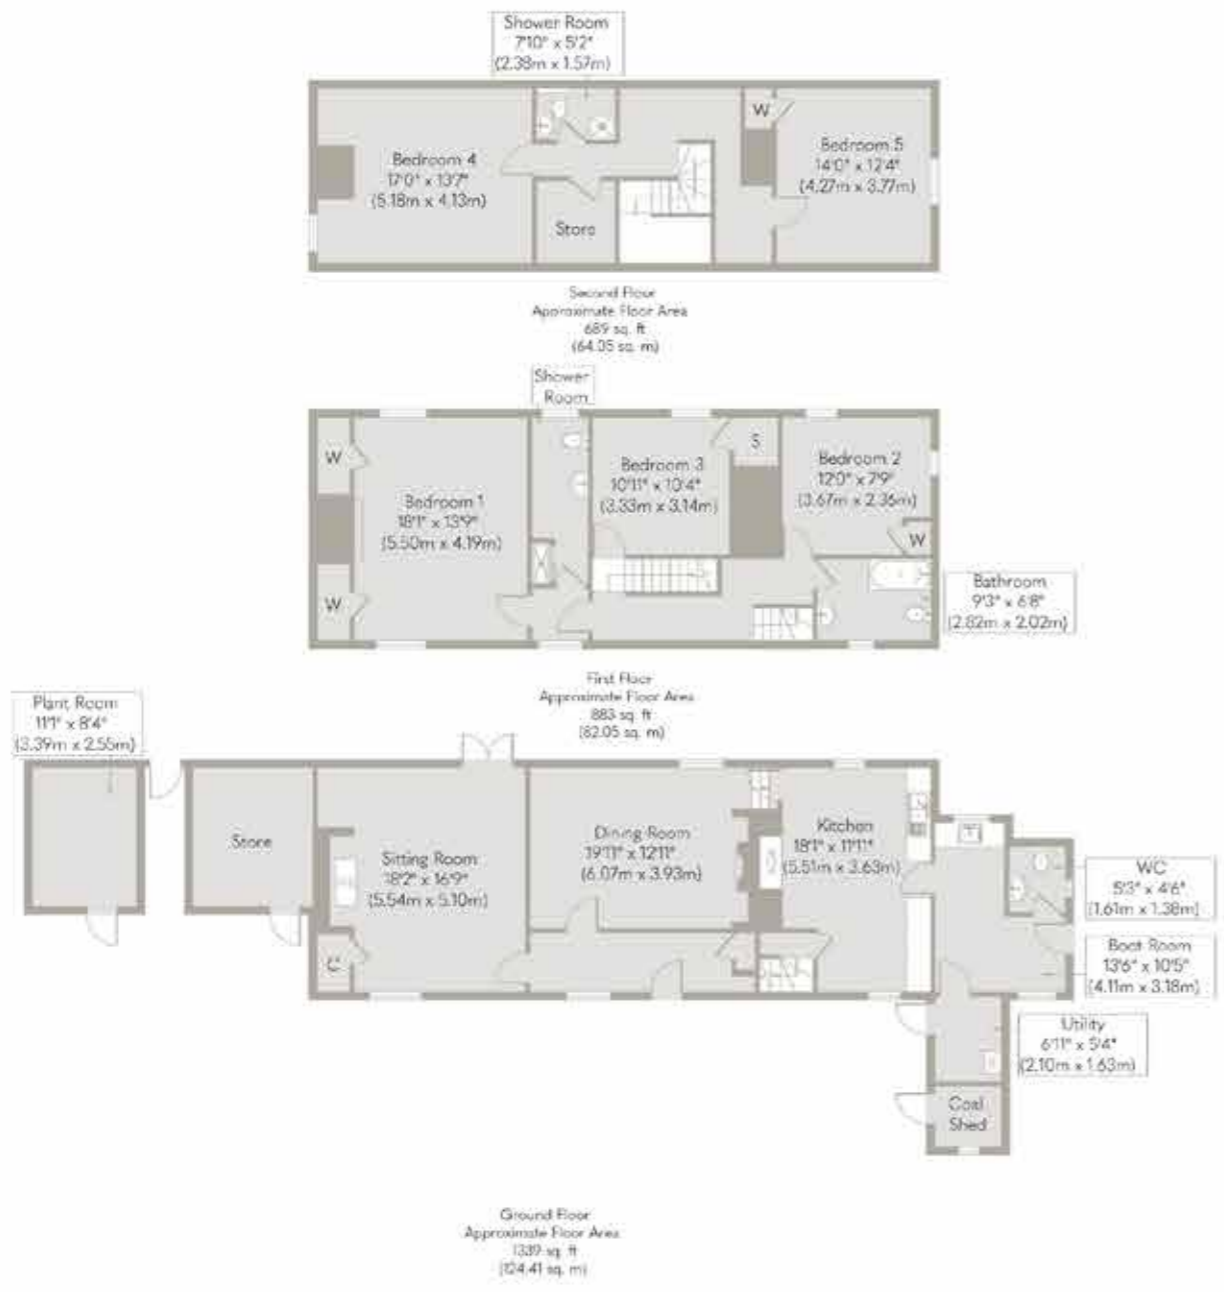 Shower Room
7'10" x 5'2"
(2.38m x 1.57m)
W
Bedroom 4
17'0" x 13'7"
(5.18m x 4.13m)
Bedroom 5
14'0" x 12'4"
(4.27m x 3.77m)
Store
Second Floor
Approximate Floor Area
689 sq. ft
(64.05 sq. m)
Shower
Room
W
Bedroom 1
18'1" x 13'9"
(5.50m x 4.19m)
W
Bedroom 3
10'11" x 10'4"
(3.33m x 3.14m)
S
Bedroom 2
12'0" x 7'9"
(3.67m x 2.36m)
W
Bathroom
9'3" x 6'8"
(2.82m x 2.02m)
First Floor
Approximate Floor Area
883 sq. ft
(82.05 sq. m)
Plant Room
11'1" x 8'4"
(3.39m x 2.55m)
Store
Sitting Room
18'2" x 16'9"
(5.54m x 5.10m)
C
Dining Room
19'11" x 12'11"
(6.07m x 3.93m)
Kitchen
18'1" x 11'11"
(5.51m x 3.63m)
WC
5'3" x 4'6"
(1.61m x 1.38m)
Boot Room
13'6" x 10'5"
(4.11m x 3.18m)
Utility
6'11" x 5'4"
(2.10m x 1.63m)
Coal
Shed
Ground Floor
Approximate Floor Area
1339 sq. ft
(124.41 sq. m)